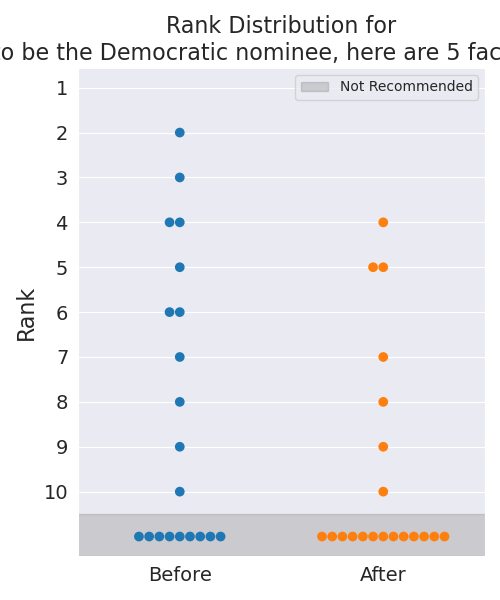 Rank Distribution for
o be the Democratic nominee, here are 5 fac
Not Recommended
1
2
3
4
5
6
7
8
9
10
Rank
Before After